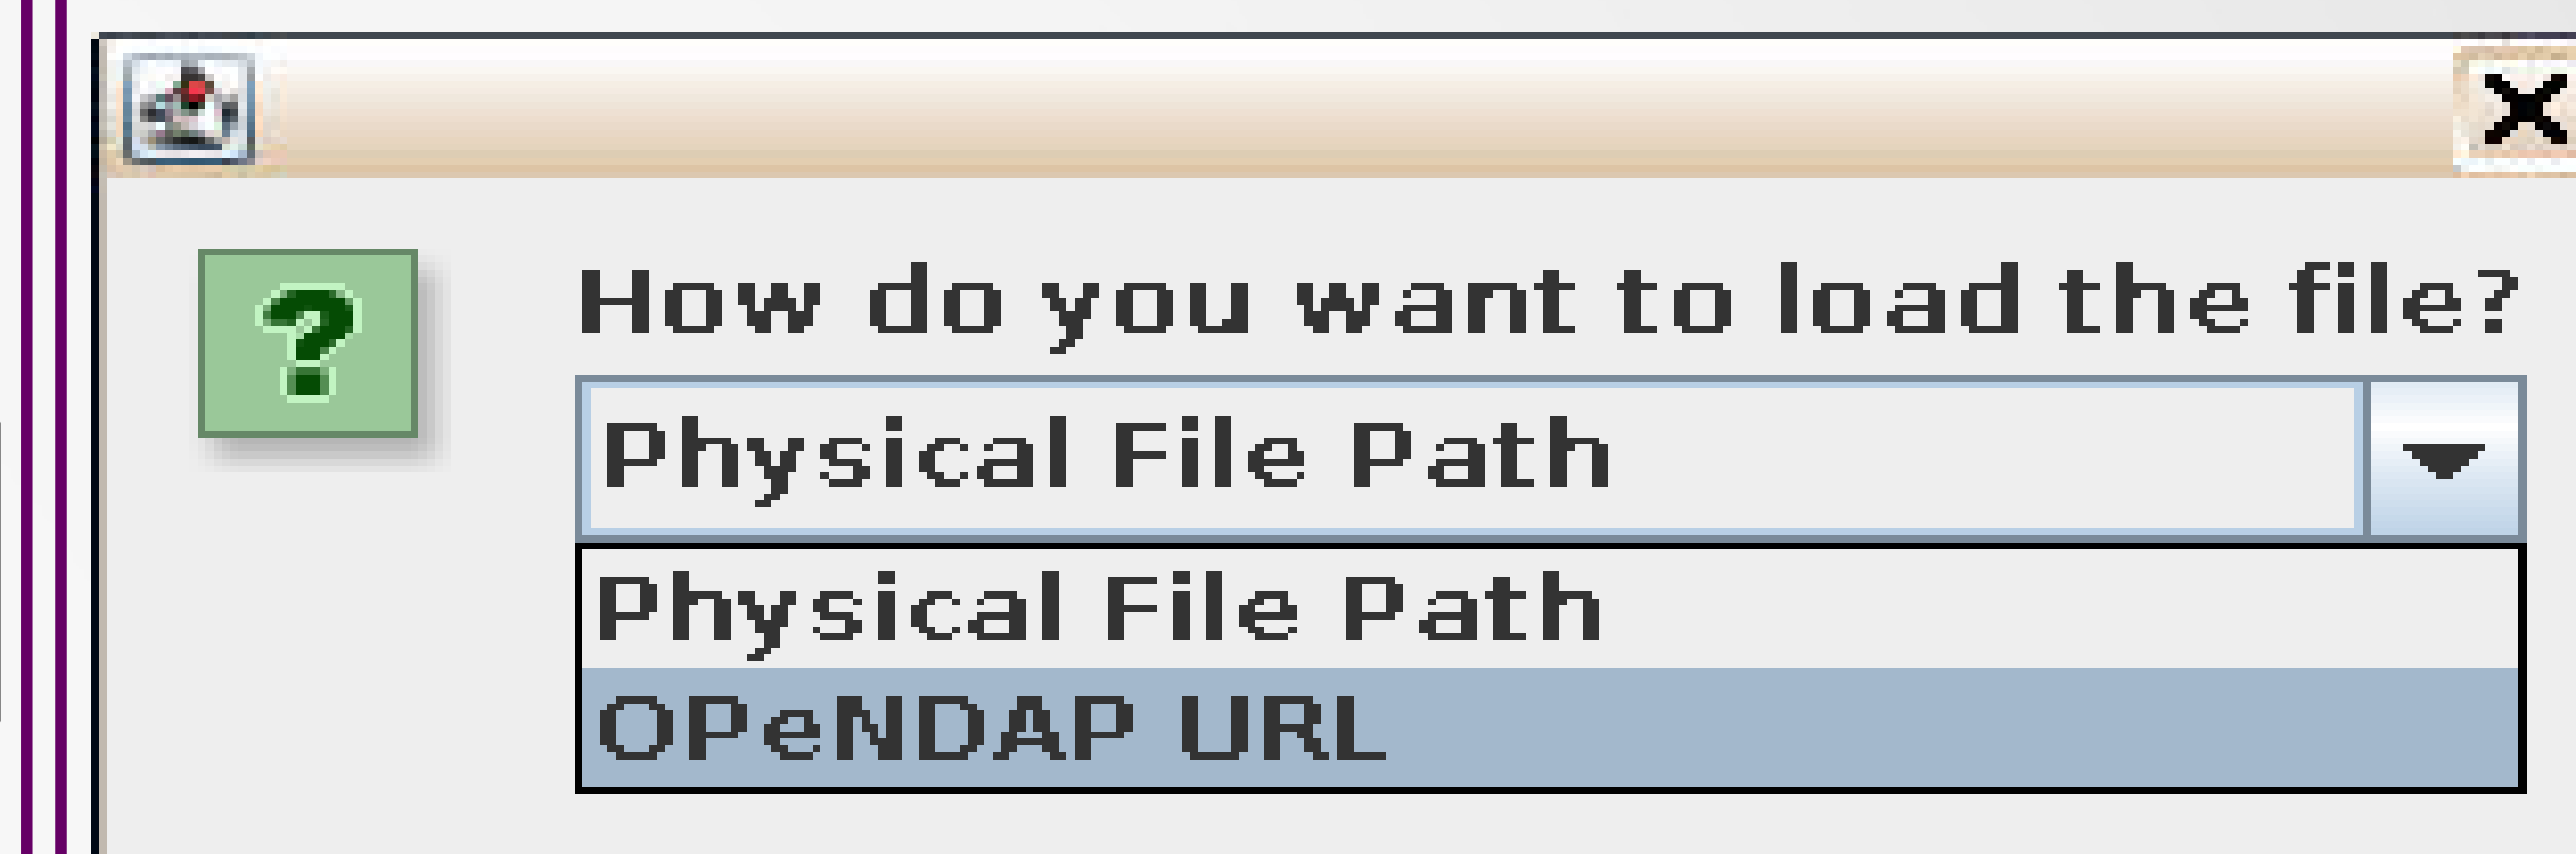 How do you want to load the file?
Physical File Path
Physical File Path
OPeNDAP URL